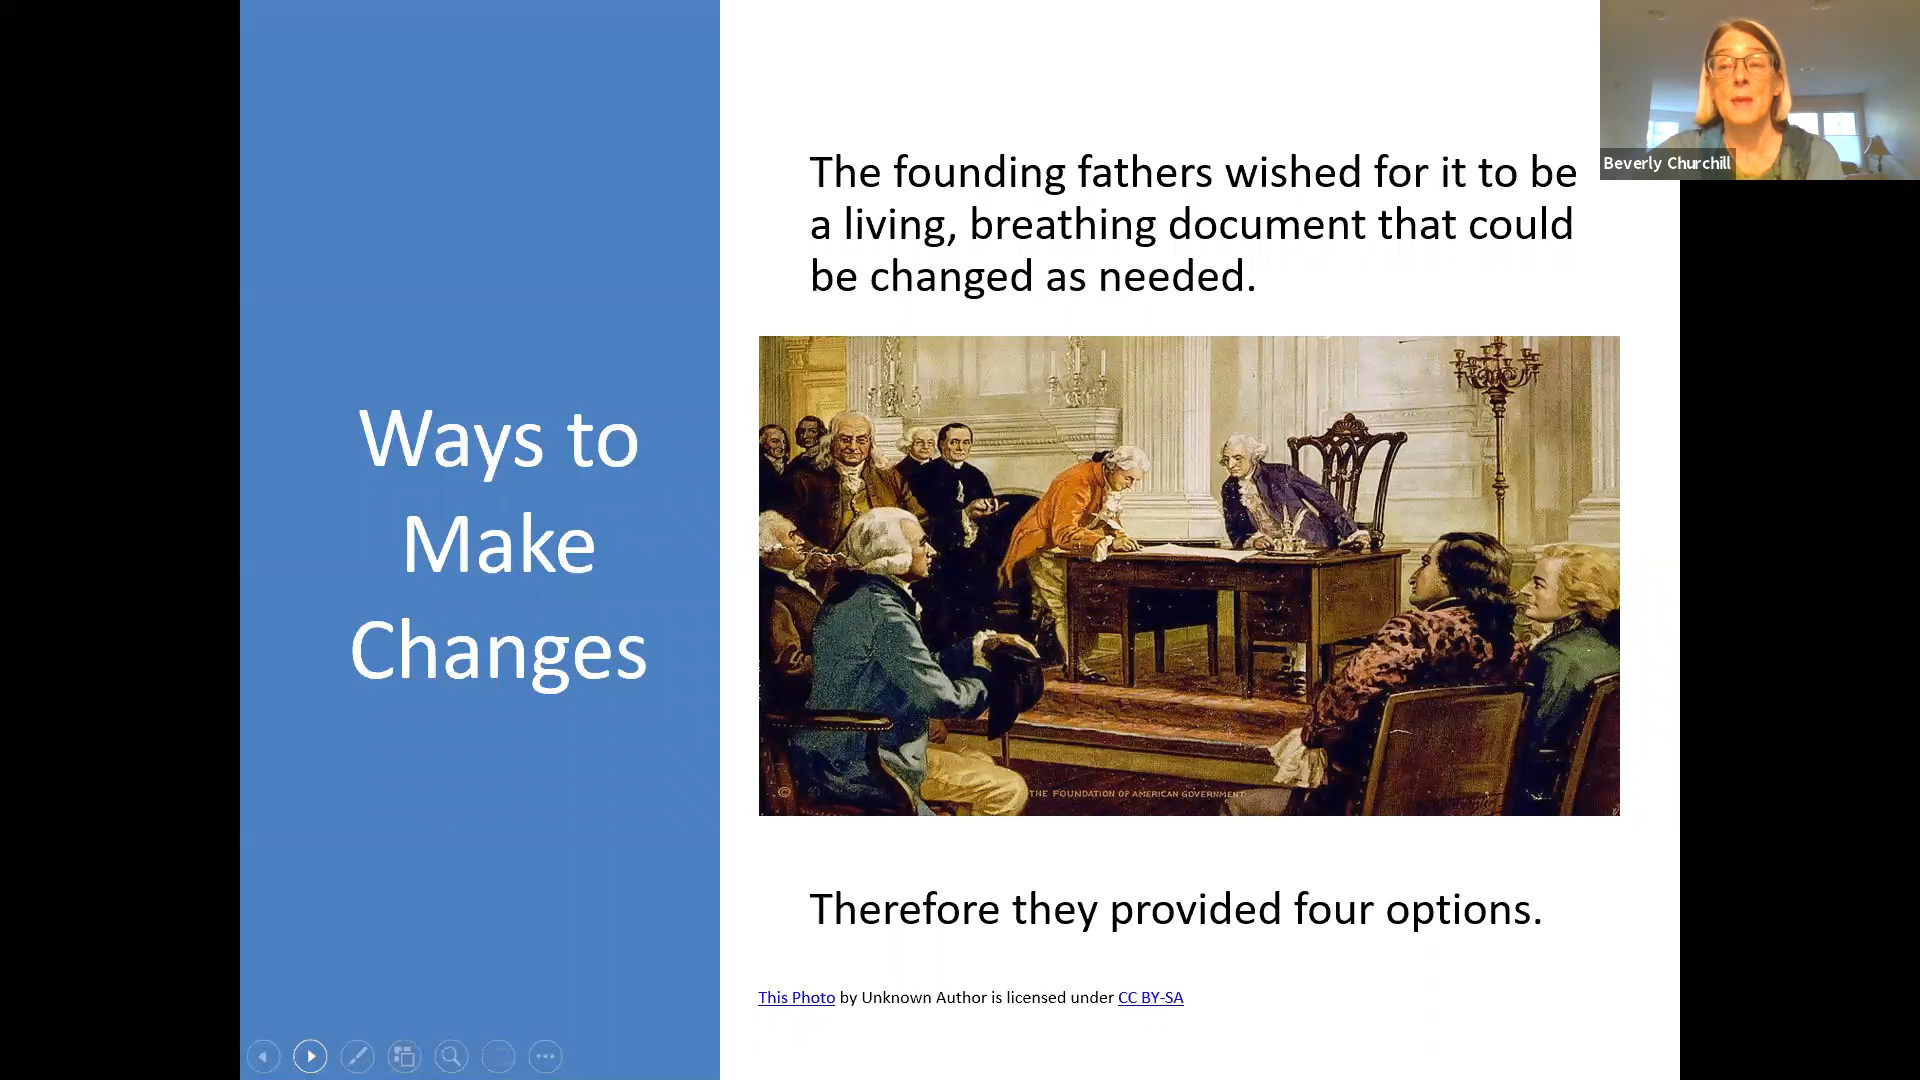 Ways to
Make
Changes
The founding fathers wished for it to be
a living, breathing document that could
be changed as needed.
©
THE FOUNDATION OF AMERICAN GOVERNMENT
Therefore they provided four options.
This Photo by Unknown Author is licensed under CC BY-SA
Beverly Churchill